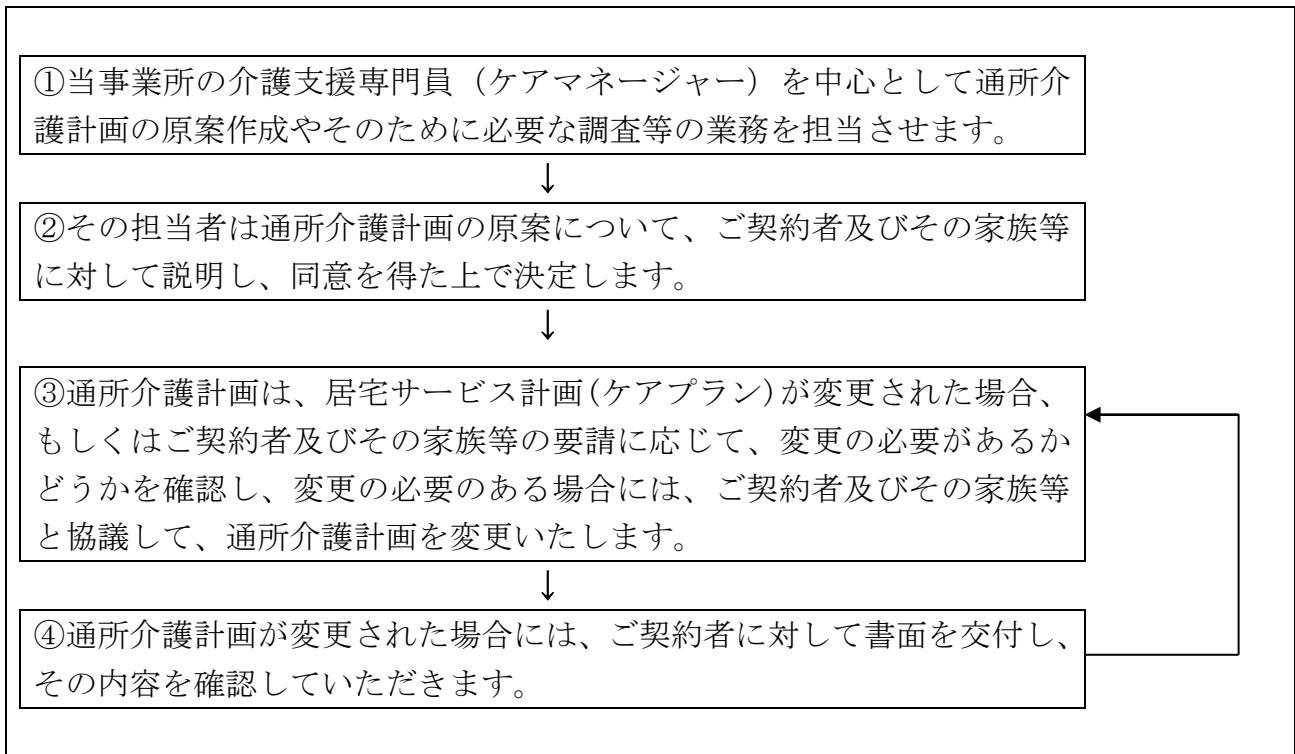 ①当事業所の介護支援専門員（ケアマネージャー）を中心として通所介
護計画の原案作成やそのために必要な調査等の業務を担当させます。
↓
②その担当者は通所介護計画の原案について、ご契約者及びその家族等
に対して説明し、同意を得た上で決定します。
↓
③通所介護計画は、居宅サービス計画(ケアプラン)が変更された場合、
もしくはご契約者及びその家族等の要請に応じて、変更の必要があるか
どうかを確認し、変更の必要のある場合には、ご契約者及びその家族等
と協議して、通所介護計画を変更いたします。
↓
④通所介護計画が変更された場合には、ご契約者に対して書面を交付し、
その内容を確認していただきます。